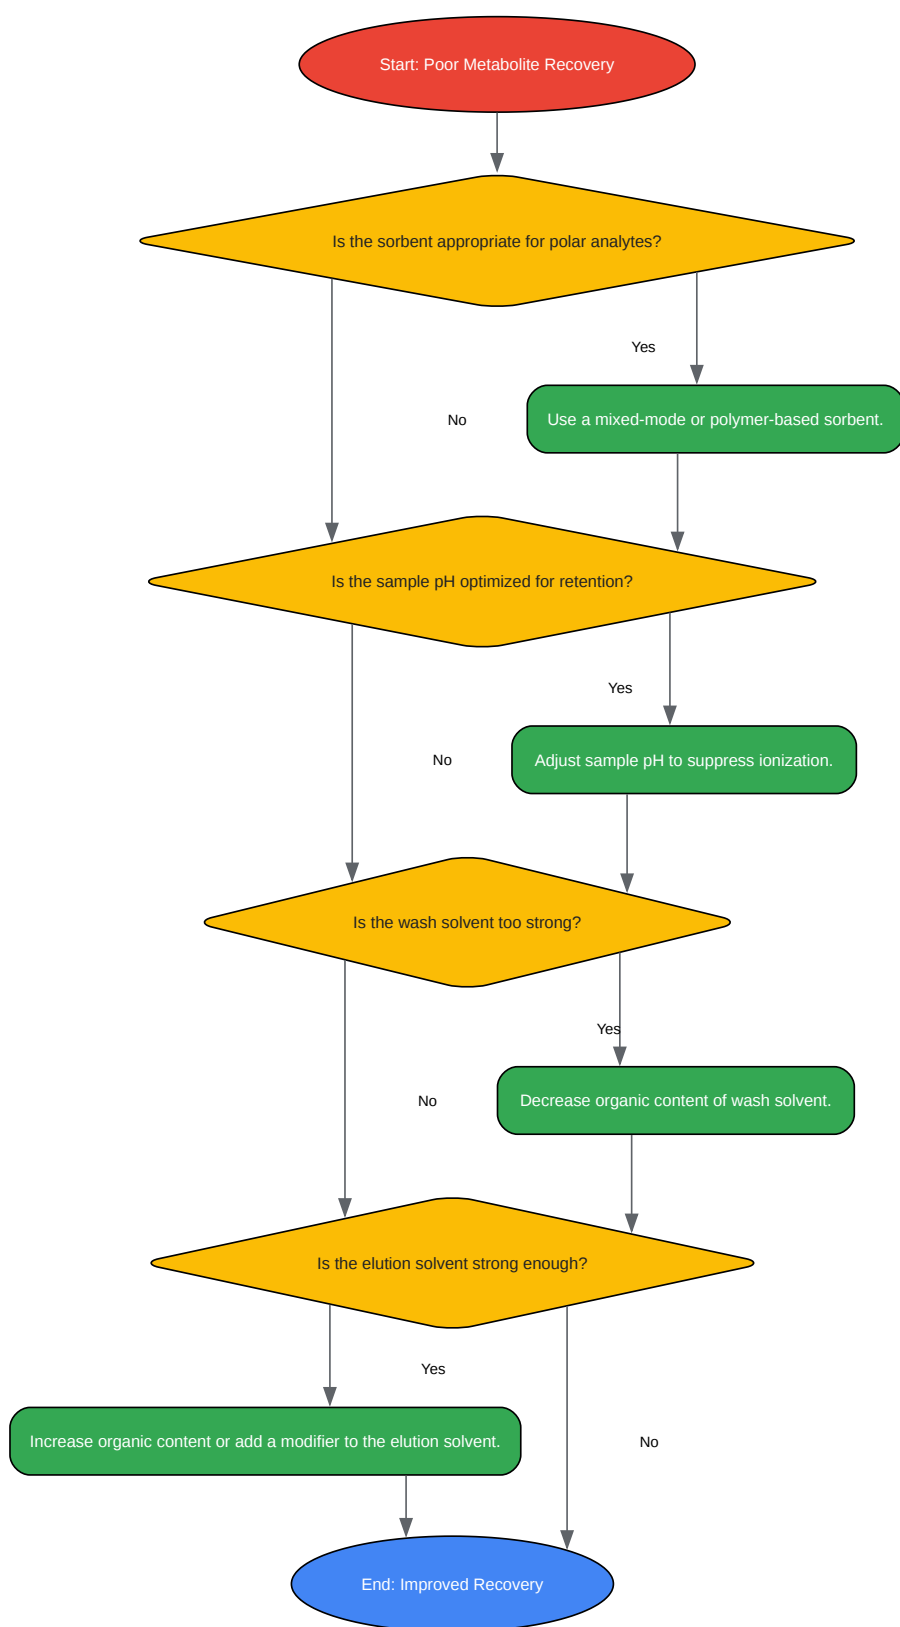 Start: Poor Metabolite Recovery
Is the sorbent appropriate for polar analytes?
Yes
No
Use a mixed-mode or polymer-based sorbent.
Is the sample pH optimized for retention?
Yes
No
Adjust sample pH to suppress ionization.
Is the wash solvent too strong?
Yes
No
Decrease organic content of wash solvent.
Is the elution solvent strong enough?
Yes
Increase organic content or add a modifier to the elution solvent.
No
End: Improved Recovery